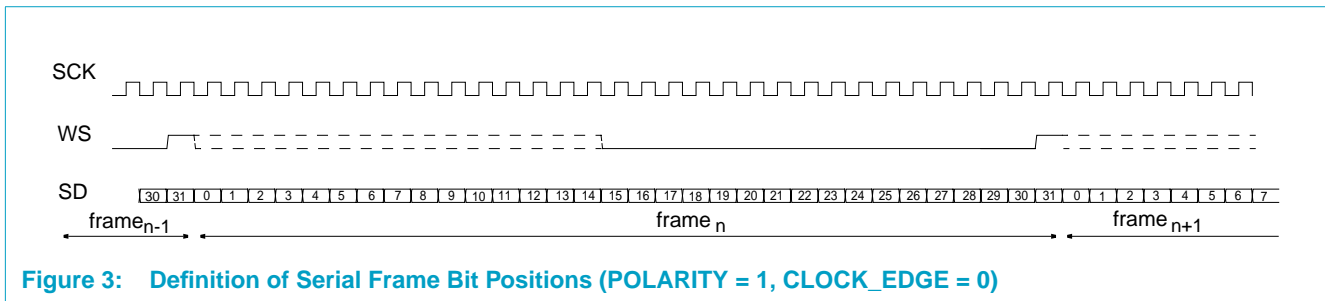 SCK
WS
SD 30 31 0 1 2 3 4 5 6 7 8 9 10 11 12 13 14 15 16 17 18 19 20 21 22 23 24 25 26 27 28 29 30 31 0 1 2 3 4 5 6 7
frame n-1 frame n frame n+1
Figure 3: Definition of Serial Frame Bit Positions (POLARITY = 1, CLOCK_EDGE = 0)